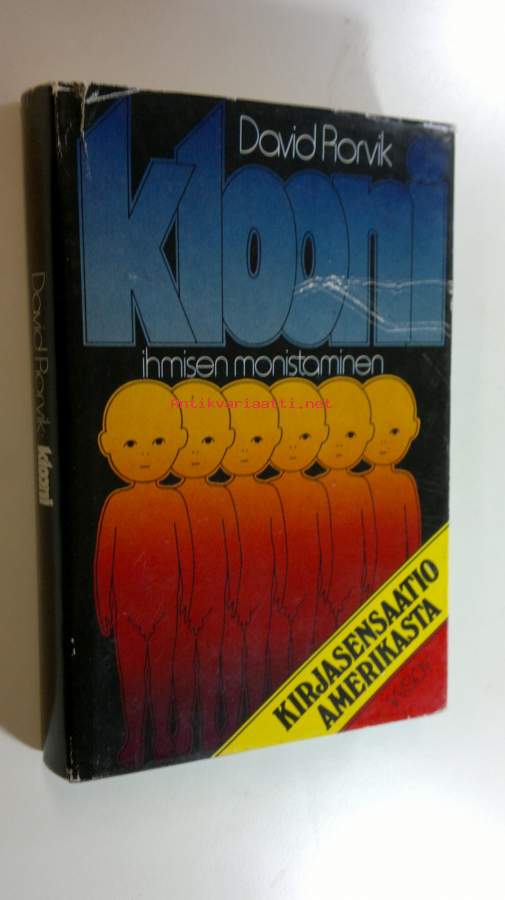 David Rorvik
klooni
ihmisen monistaminen
Antikvariaatti.net
KIRJASENSAATIO
AMERIKASTA
David Rorvik klooni